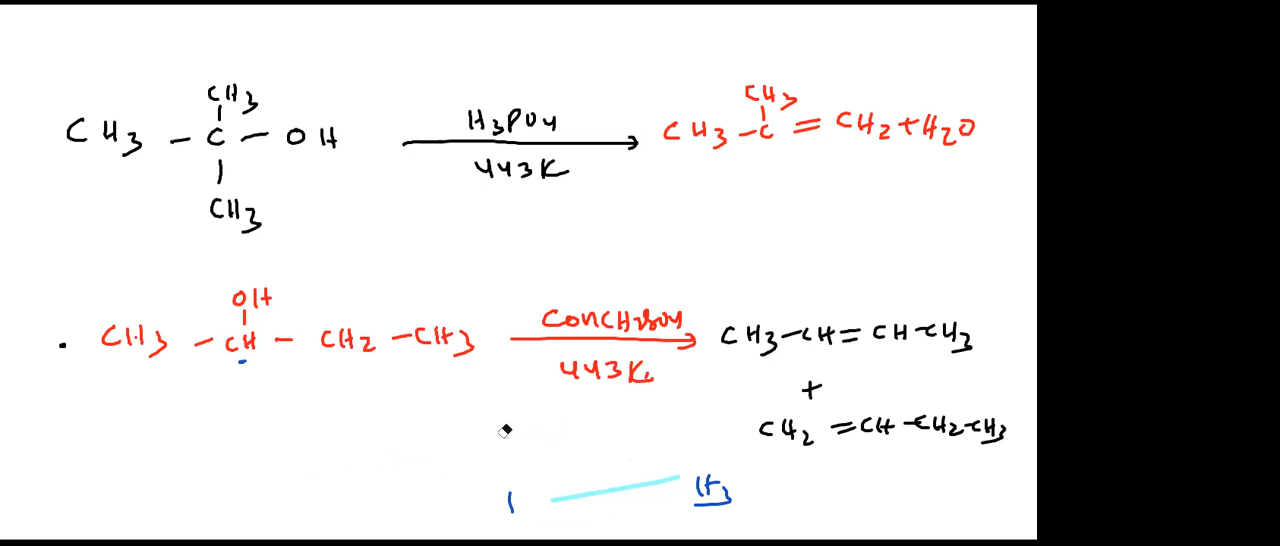 CH3
CH3 - C - OH
CH3
H3PO4
443K
CH3
CH3 - C = CH2 + H2O
OH
. CH3 - CH - CH2 - CH3
Conc H2SO4
443K
CH3 - CH = CH - CH3
+
CH2 = CH - CH2 - CH3